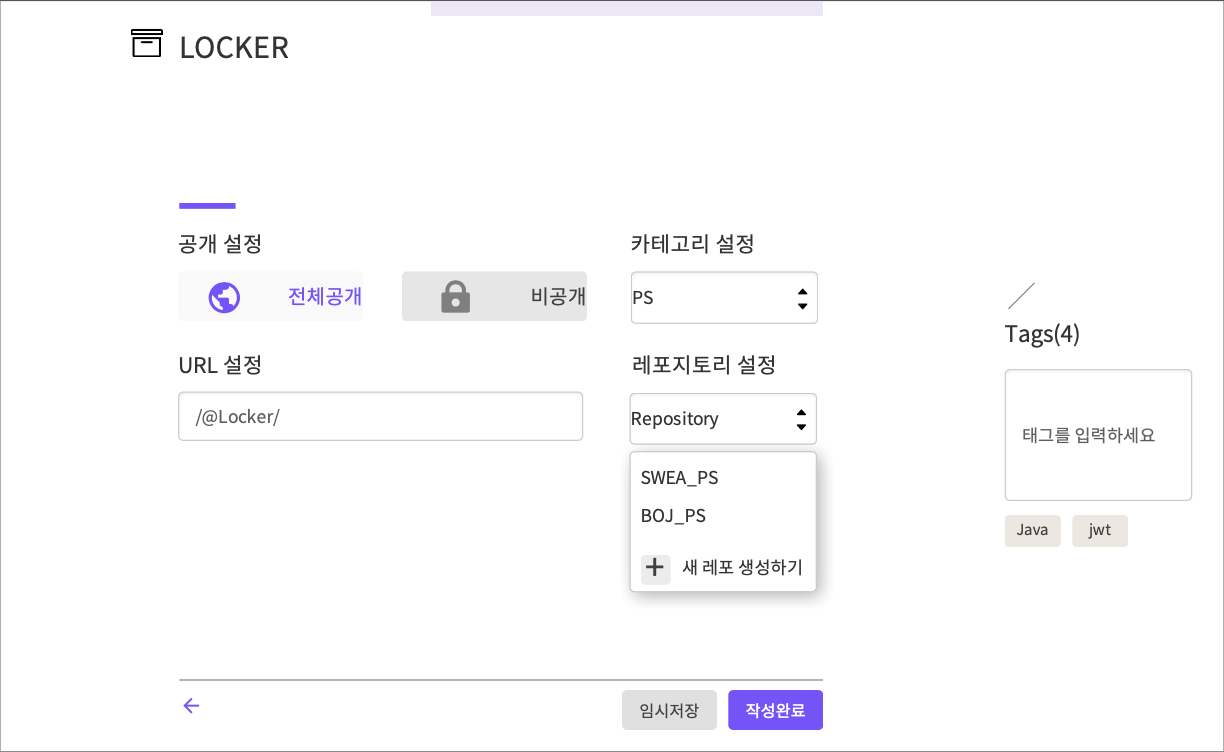 LOCKER
공개 설정
전체공개
비공개
카테고리 설정
PS
URL 설정
/@Locker/
레포지토리 설정
Repository
SWEA_PS
BOJ_PS
새 레포 생성하기
Tags(4)
태그를 입력하세요
Java
jwt
임시저장
작성완료